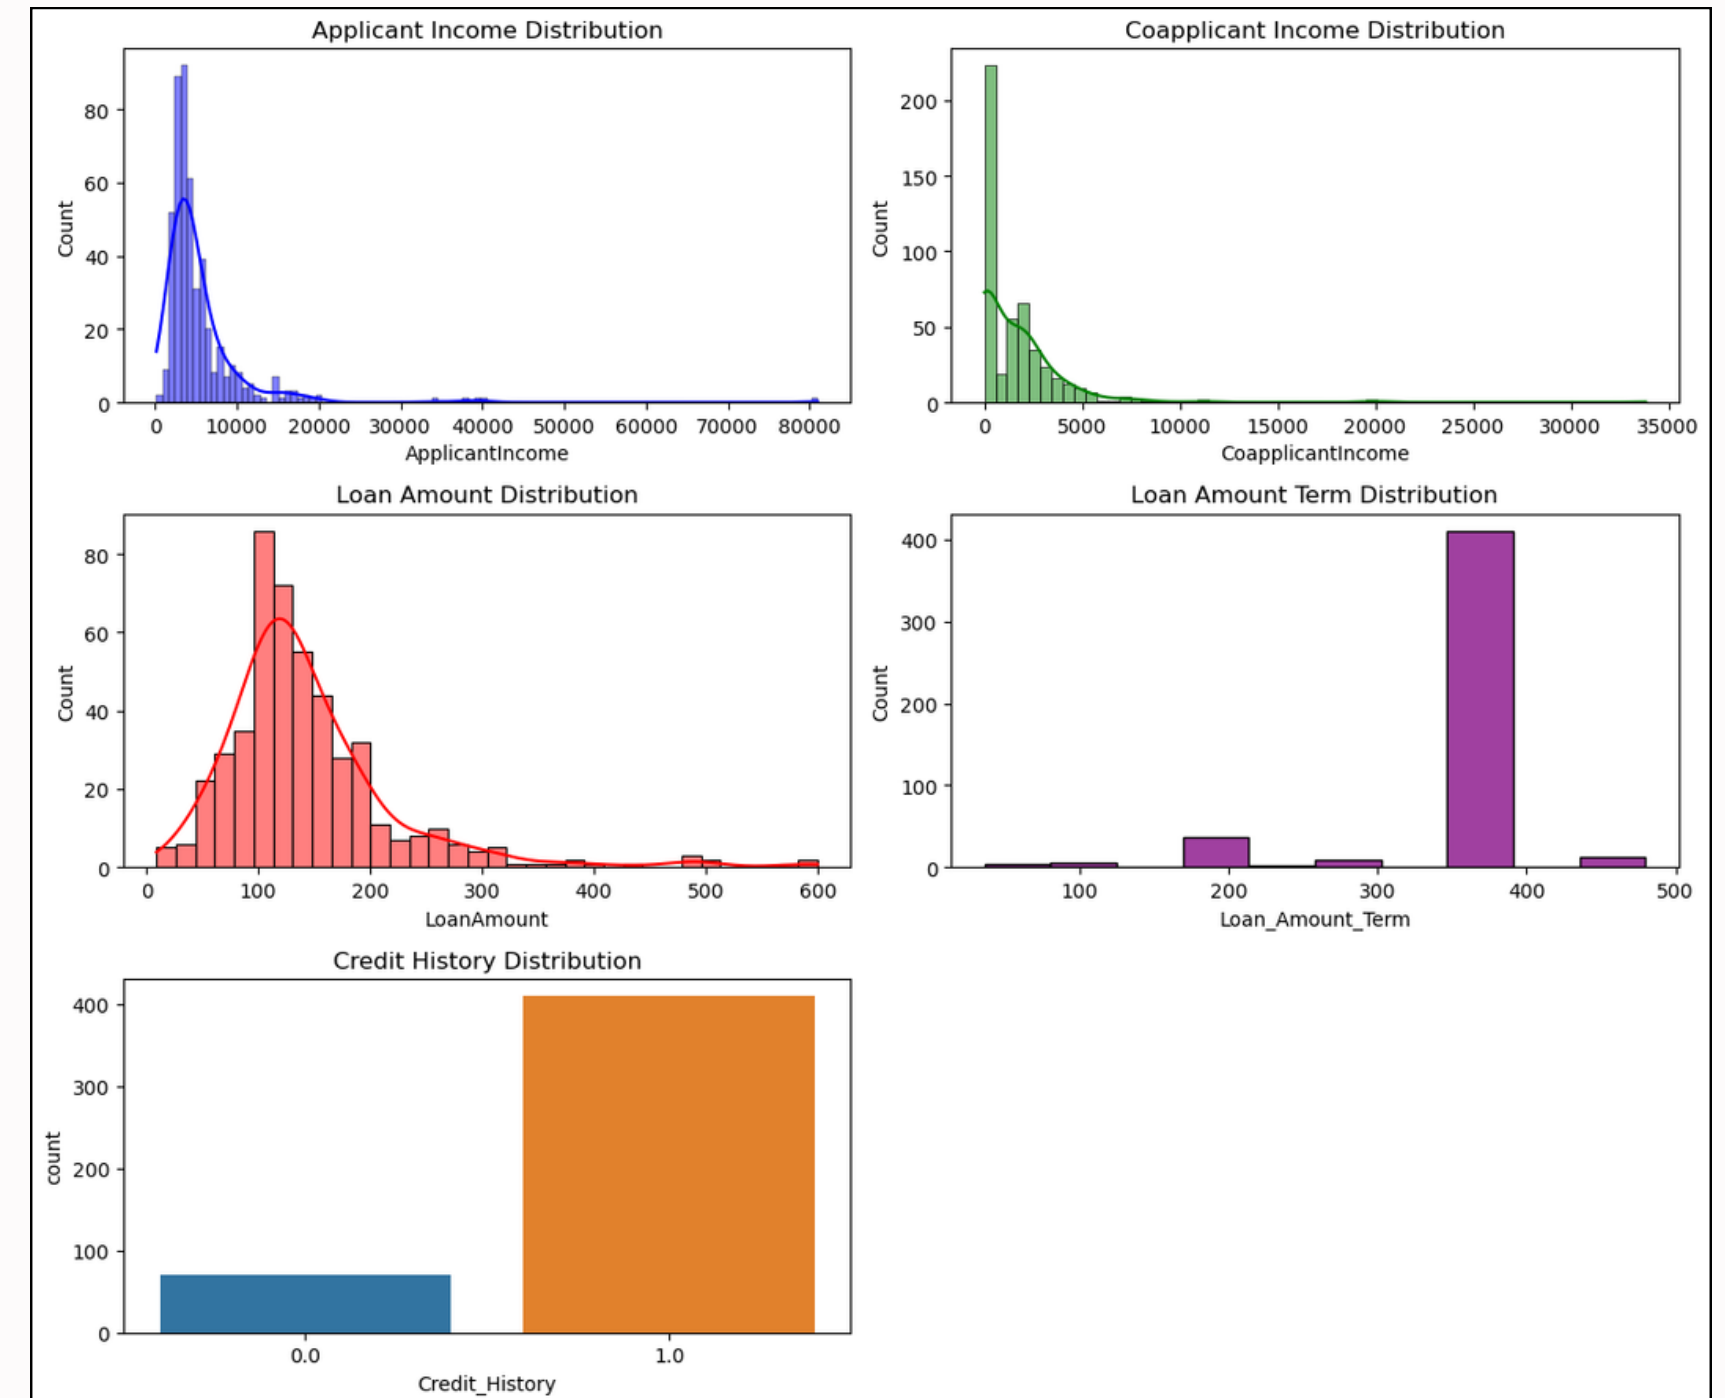 Applicant Income Distribution
Count
80
60
40
20
0
0 10000 20000 30000 40000 50000 60000 70000 80000
ApplicantIncome
Coapplicant Income Distribution
Count
200
150
100
50
0
0 5000 10000 15000 20000 25000 30000 35000
CoapplicantIncome
Loan Amount Distribution
Count
80
60
40
20
0
0 100 200 300 400 500 600
LoanAmount
Loan Amount Term Distribution
Count
400
300
200
100
0
100 200 300 400 500
Loan_Amount_Term
Credit History Distribution
count
400
300
200
100
0
0.0 1.0
Credit_History